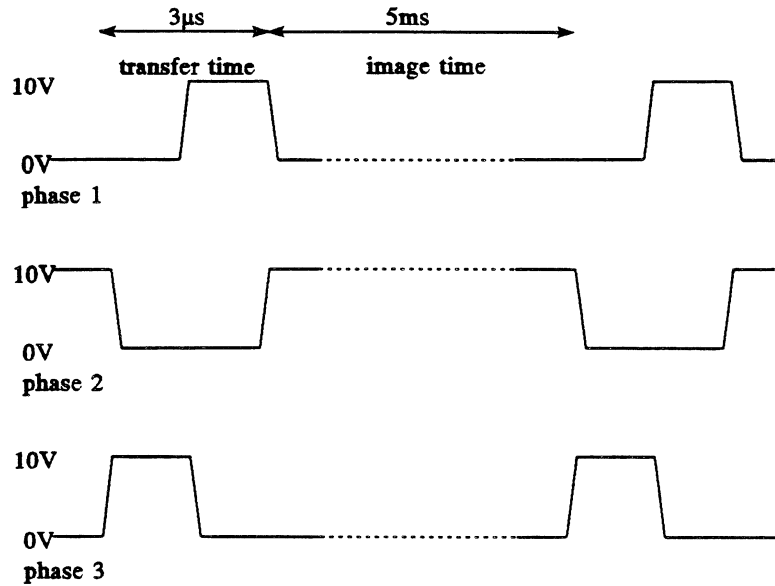 3μs 5ms
transfer time image time
10V
0V
phase 1
10V
0V
phase 2
10V
0V
phase 3